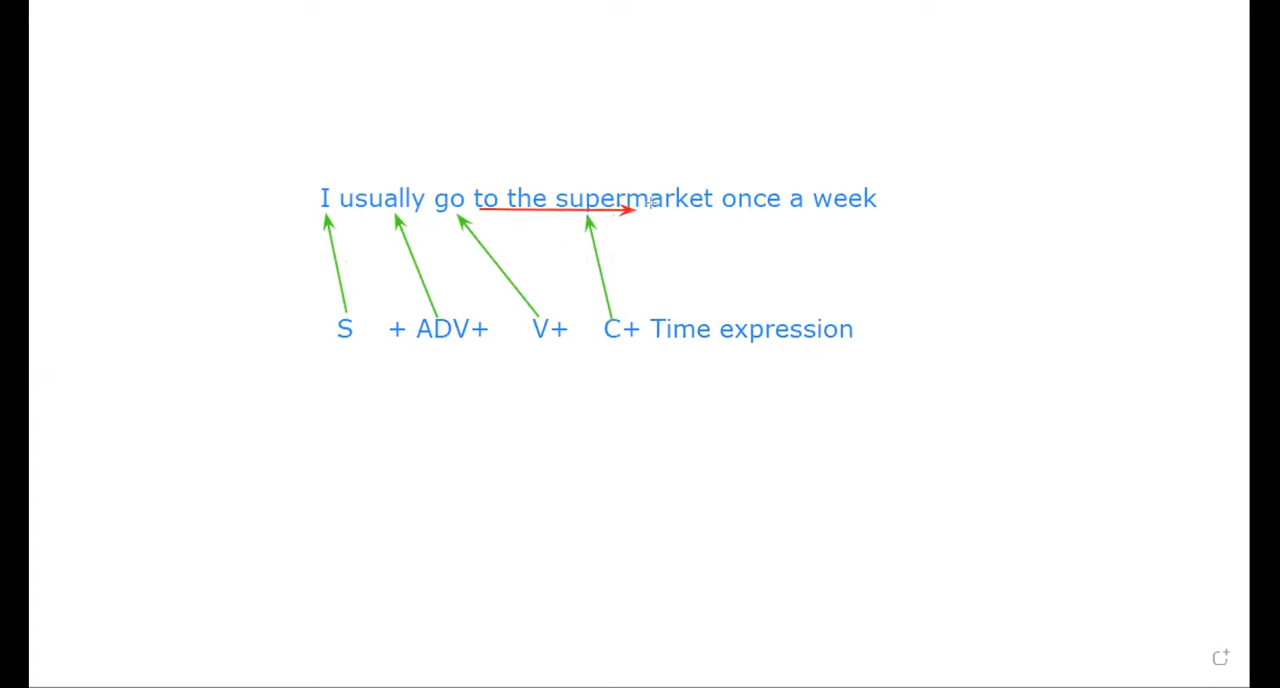 I usually go to the supermarket once a week
S + ADV+ V+ C+ Time expression